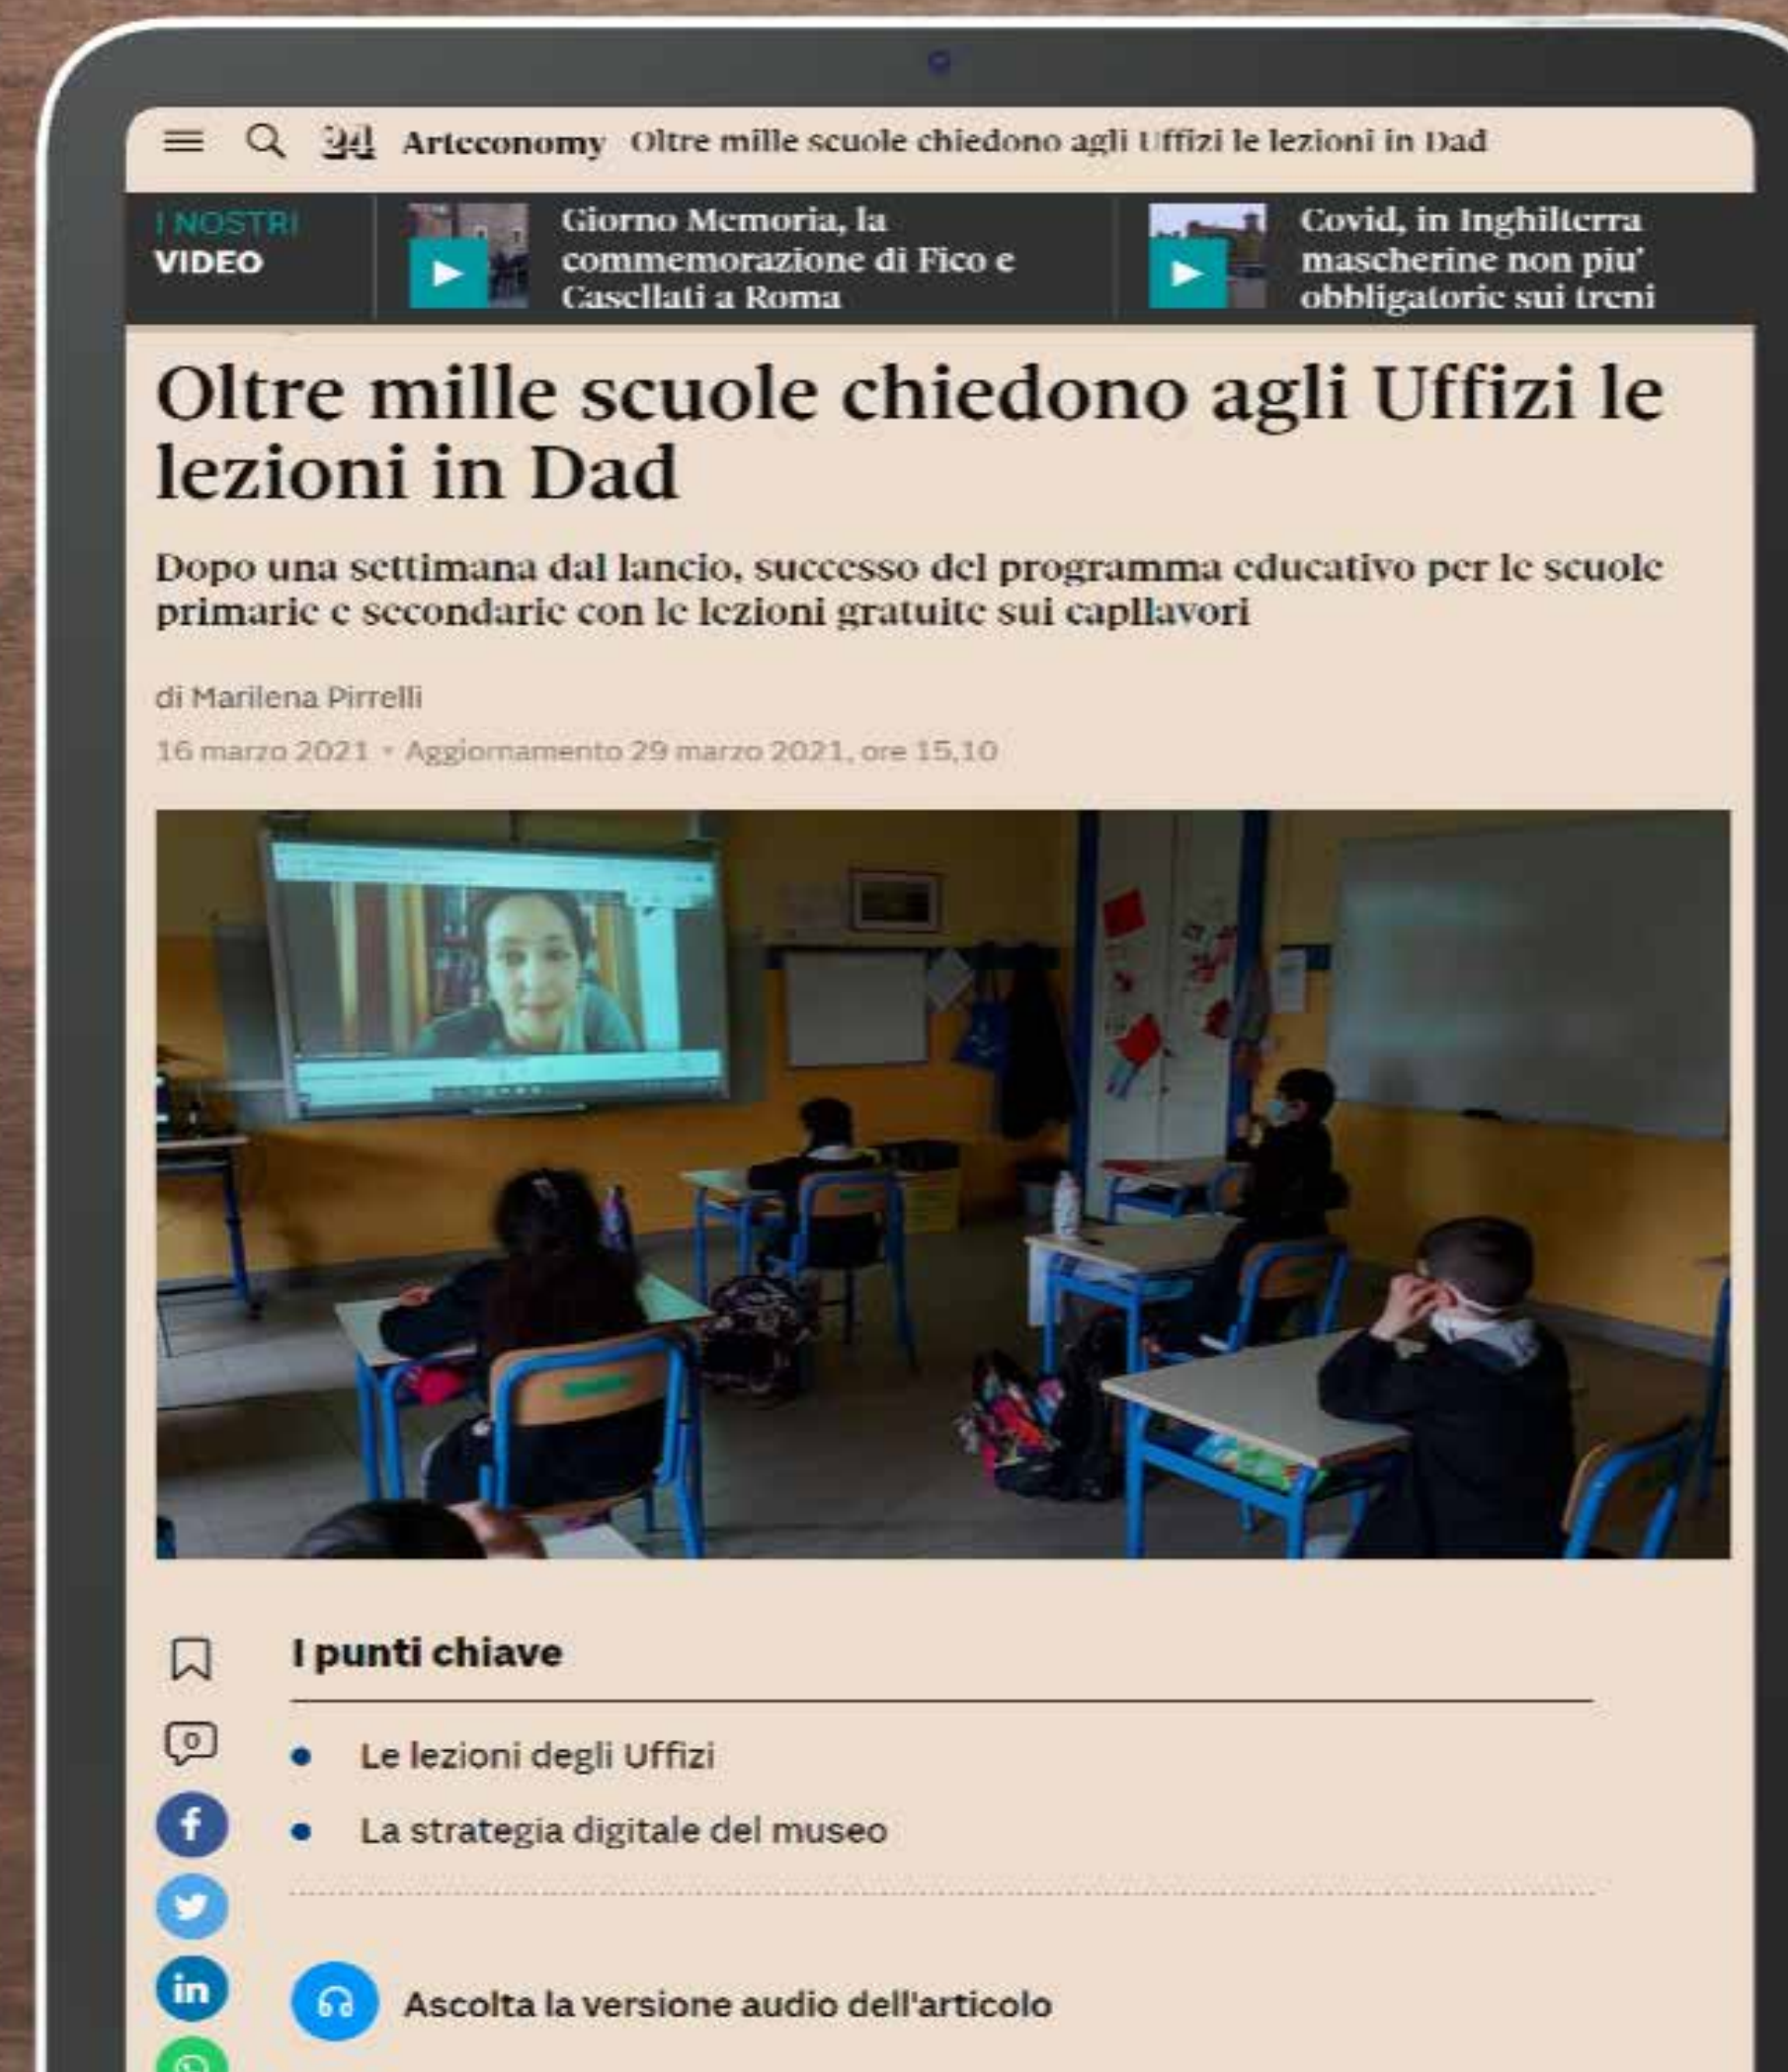 24 Arteconomy Oltre mille scuole chiedono agli Uffizi le lezioni in Dad
I NOSTRI
VIDEO
Giorno Memoria, la
commemorazione di Fico e
Casellati a Roma
Covid, in Inghilterra
mascherine non piu'
obbligatorie sui treni
Oltre mille scuole chiedono agli Uffizi le
lezioni in Dad
Dopo una settimana dal lancio, successo del programma educativo per le scuole
primarie e secondarie con le lezioni gratuite sui capllavori
di Marilena Pirrelli
16 marzo 2021 • Aggiornamento 29 marzo 2021, ore 15,10
I punti chiave
0
• Le lezioni degli Uffizi
f
• La strategia digitale del museo
in
Ascolta la versione audio dell'articolo